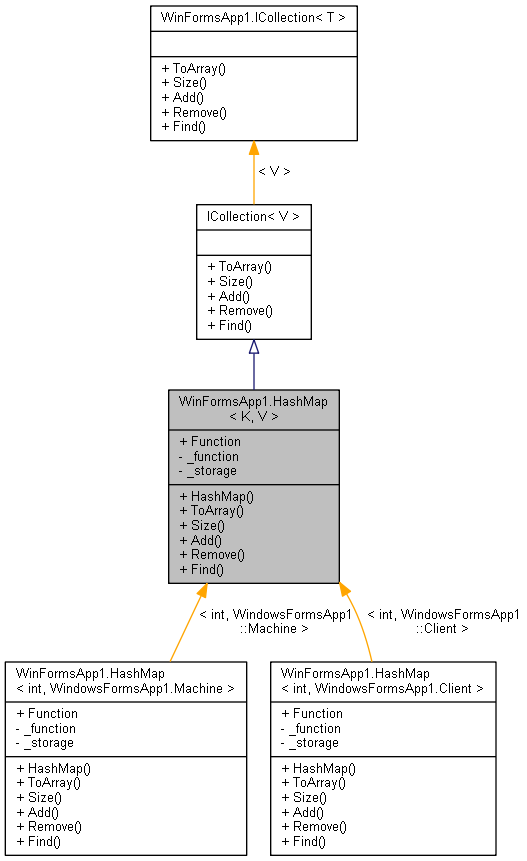 WinFormsApp1.ICollection< T >
+ ToArray()
+ Size()
+ Add()
+ Remove()
+ Find()
< V >
ICollection< V >
+ ToArray()
+ Size()
+ Add()
+ Remove()
+ Find()
WinFormsApp1.HashMap
< K, V >
+ Function
- _function
- _storage
+ HashMap()
+ ToArray()
+ Size()
+ Add()
+ Remove()
+ Find()
< int, WindowsFormsApp1
::Machine >
< int, WindowsFormsApp1
::Client >
WinFormsApp1.HashMap
< int, WindowsFormsApp1.Machine >
+ Function
- _function
- _storage
+ HashMap()
+ ToArray()
+ Size()
+ Add()
+ Remove()
+ Find()
WinFormsApp1.HashMap
< int, WindowsFormsApp1.Client >
+ Function
- _function
- _storage
+ HashMap()
+ ToArray()
+ Size()
+ Add()
+ Remove()
+ Find()